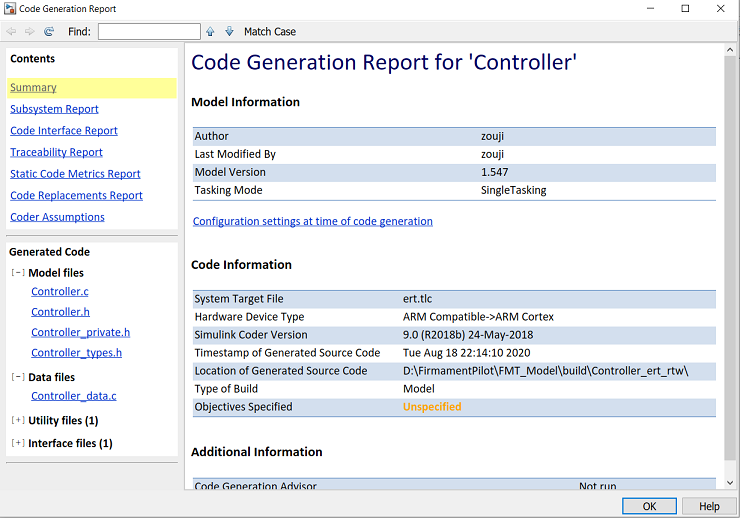 Code Generation Report
Find:
Match Case
Contents
Summary
Subsystem Report
Code Interface Report
Traceability Report
Static Code Metrics Report
Code Replacements Report
Coder Assumptions
Generated Code
[-] Model files
Controller.c
Controller.h
Controller_private.h
Controller_types.h
[-] Data files
Controller_data.c
[+] Utility files (1)
[+] Interface files (1)
Code Generation Report for 'Controller'
Model Information
Author zouji
Last Modified By zouji
Model Version 1.547
Tasking Mode SingleTasking
Configuration settings at time of code generation
Code Information
System Target File ert.tlc
Hardware Device Type ARM Compatible->ARM Cortex
Simulink Coder Version 9.0 (R2018b) 24-May-2018
Timestamp of Generated Source Code Tue Aug 18 22:14:10 2020
Location of Generated Source Code D:\FirmamentPilot\FMT_Model\build\Controller_ert_rtw\
Type of Build Model
Objectives Specified Unspecified
Additional Information
Code Generation Advisor Not run
OK
Help